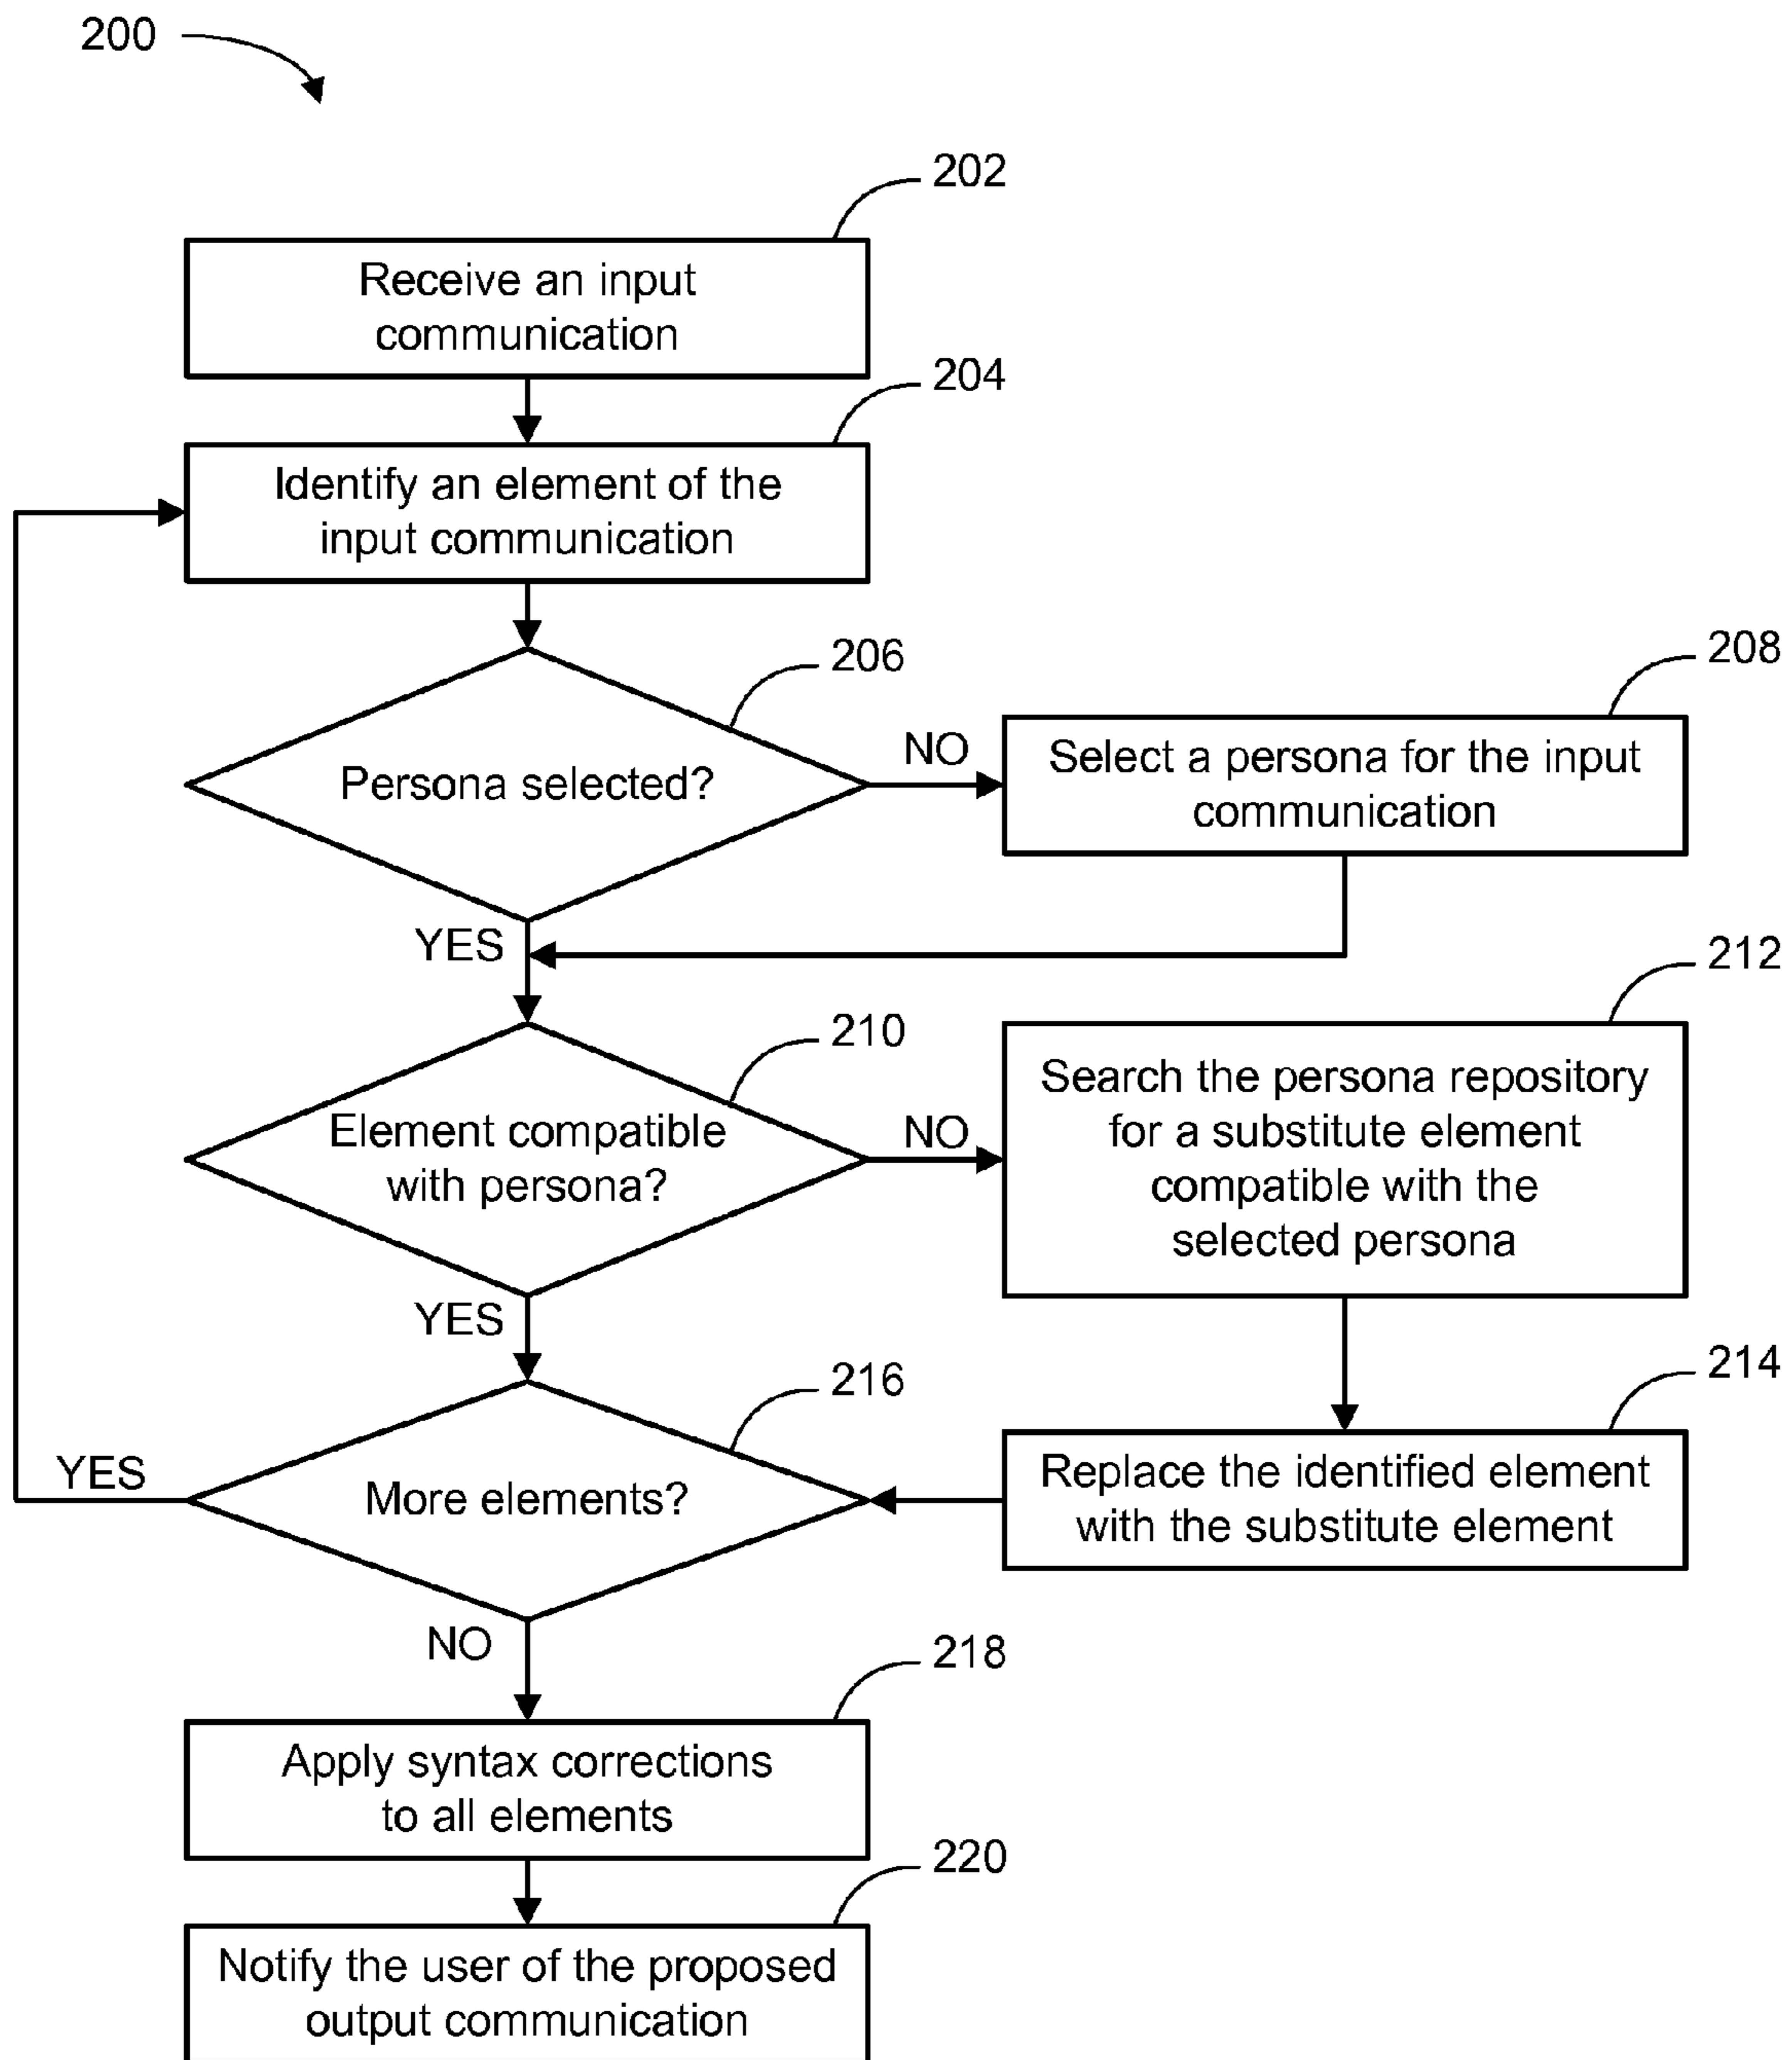 200
202
Receive an input
communication
204
Identify an element of the
input communication
206
208
Persona selected?
NO
Select a persona for the input
communication
YES
210
212
Element compatible
with persona?
NO
Search the persona repository
for a substitute element
compatible with the
selected persona
YES
216
214
YES
More elements?
Replace the identified element
with the substitute element
NO
218
Apply syntax corrections
to all elements
220
Notify the user of the proposed
output communication